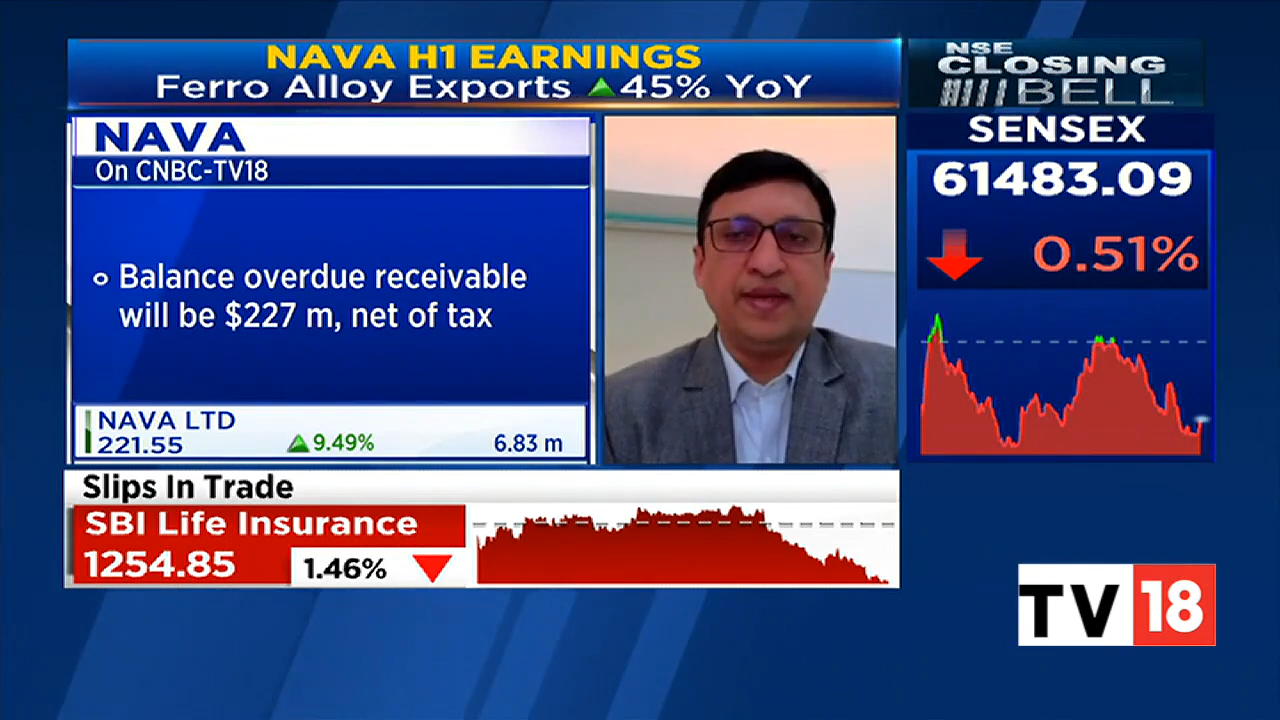 NAVA H1 EARNINGS
Ferro Alloy Exports 45% YoY
NAVA
On CNBC-TV18
Balance overdue receivable
will be $227 m, net of tax
NAVA LTD
221.55 9.49% 6.83 m
Slips In Trade
SBI Life Insurance
1254.85 1.46%
NSE
CLOSING
BELL
SENSEX
61483.09
0.51%
TV18